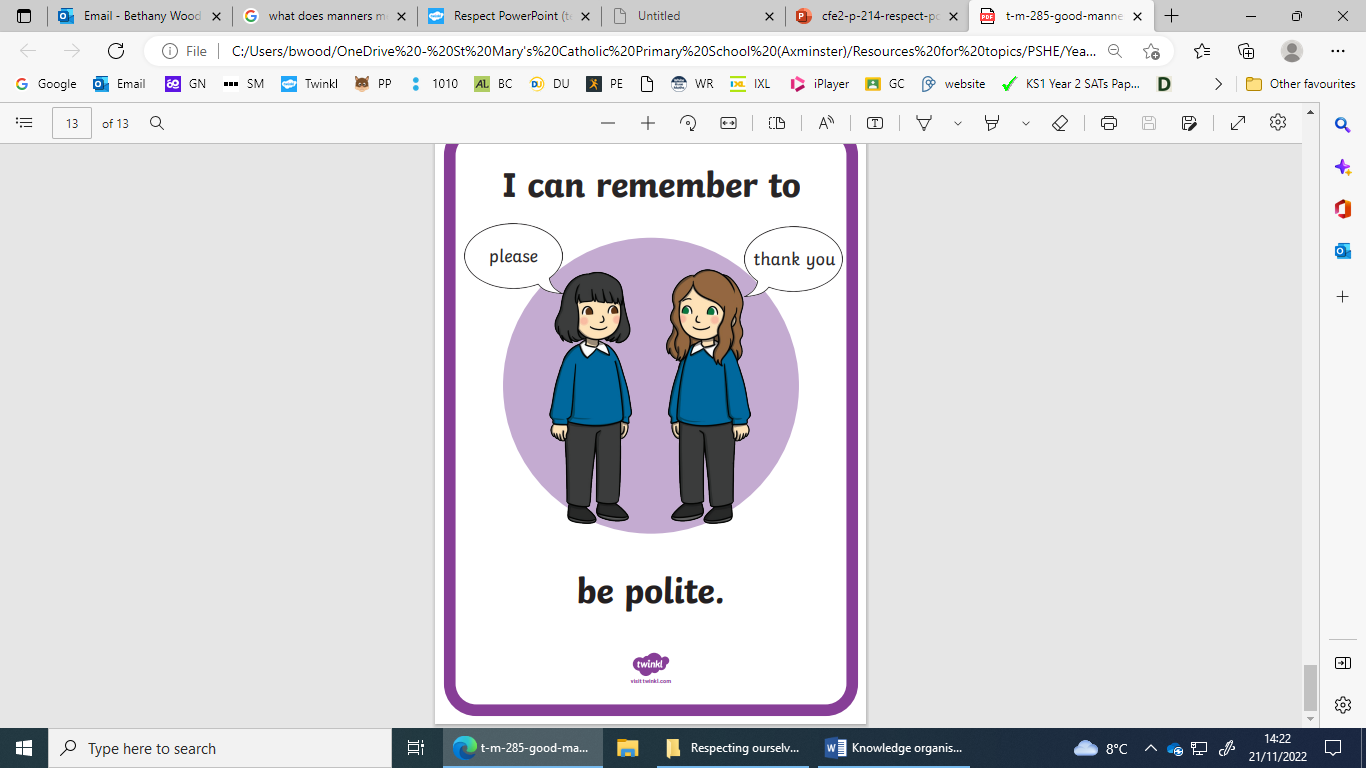 Email - Bethany Wood
what does manners m
Respect PowerPoint (t
Untitled
cfe2-p-214-respect-p
t-m-285-good-manne
File
C:/Users/bwood/OneDrive%20-%20St%20Mary's%20Catholic%20Primary%20School%20(Axminster)/Resources%20for%20topics/PSHE/Yea...
Google
Email
GN
SM
Twinkl
PP
1010
BC
DU
PE
WR
IXL
iPlayer
GC
website
KS1 Year 2 SATs Pap...
Other favourites
13
of 13
I can remember to
please
thank you
be polite.
twinkl
visit twinkl.com
Type here to search
t-m-285-good-ma...
Respecting ourselv...
Knowledge organis...
8°C
14:22
21/11/2022